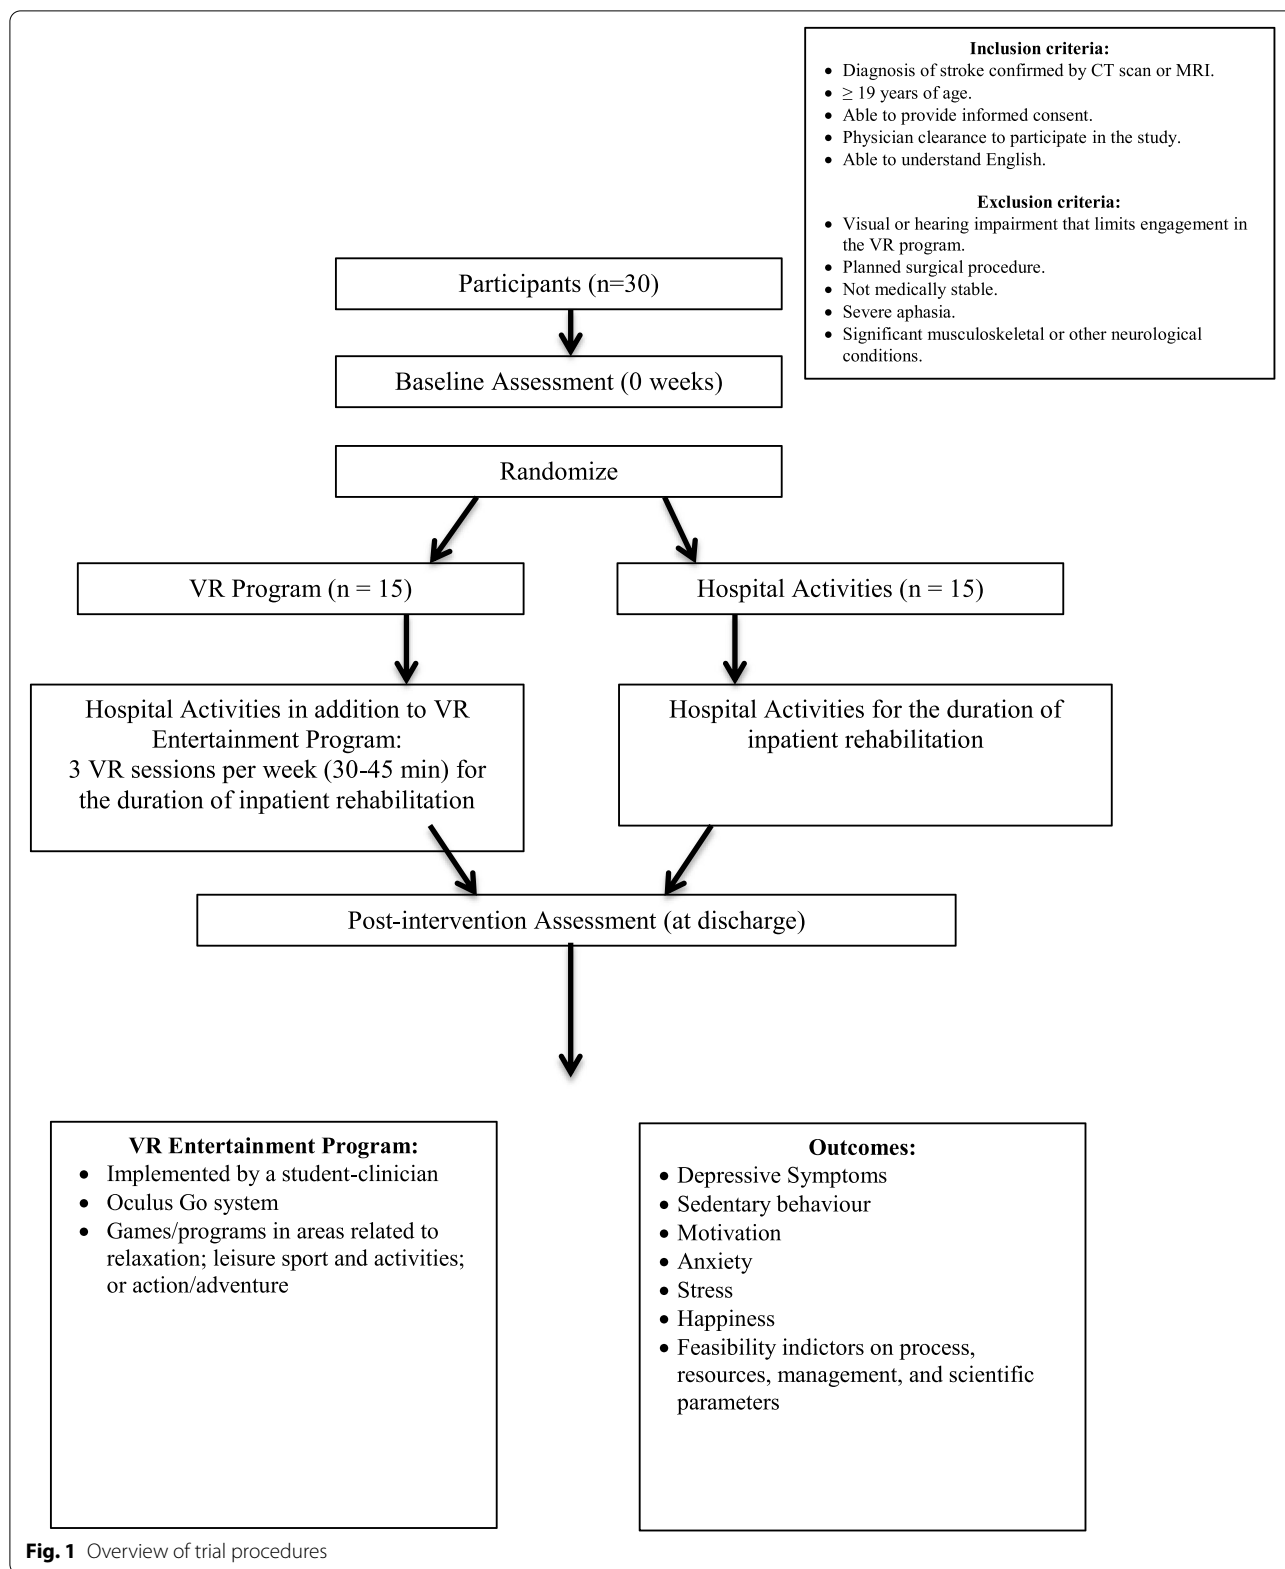 Inclusion criteria:
• Diagnosis of stroke confirmed by CT scan or MRI.
• ≥ 19 years of age.
• Able to provide informed consent.
• Physician clearance to participate in the study.
• Able to understand English.
Exclusion criteria:
• Visual or hearing impairment that limits engagement in
the VR program.
• Planned surgical procedure.
• Not medically stable.
• Severe aphasia.
• Significant musculoskeletal or other neurological
conditions.
Participants (n=30)
Baseline Assessment (0 weeks)
Randomize
VR Program (n = 15)
Hospital Activities (n = 15)
Hospital Activities in addition to VR
Entertainment Program:
3 VR sessions per week (30-45 min) for
the duration of inpatient rehabilitation
Hospital Activities for the duration of
inpatient rehabilitation
Post-intervention Assessment (at discharge)
VR Entertainment Program:
• Implemented by a student-clinician
• Oculus Go system
• Games/programs in areas related to
relaxation; leisure sport and activities;
or action/adventure
Outcomes:
• Depressive Symptoms
• Sedentary behaviour
• Motivation
• Anxiety
• Stress
• Happiness
• Feasibility indictors on process,
resources, management, and scientific
parameters
Fig. 1 Overview of trial procedures